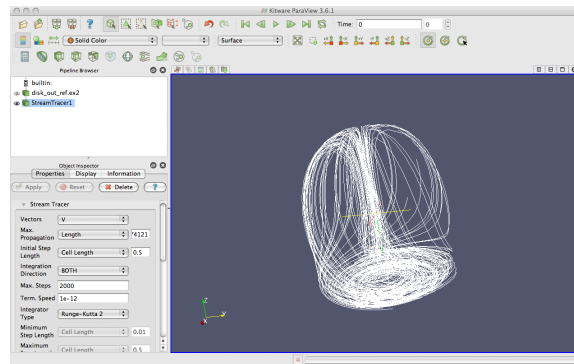 Kitware ParaView 3.6.1
Time: 0
0
Solid Color
Surface
Pipeline Browser
builtin:
disk_out_ref.ex2
StreamTracer1
Object Inspector
Properties Display Information
Apply Reset Delete ?
Stream Tracer
Vectors V
Max. Propagation Length 74121
Initial Step Length Cell Length 0.5
Integration Direction BOTH
Max. Steps 2000
Term. Speed 1e-12
Integrator Type Runge-Kutta 2
Minimum Step Length Cell Length 0.01
Maximum Cell Length 0.5
Z
Y
X